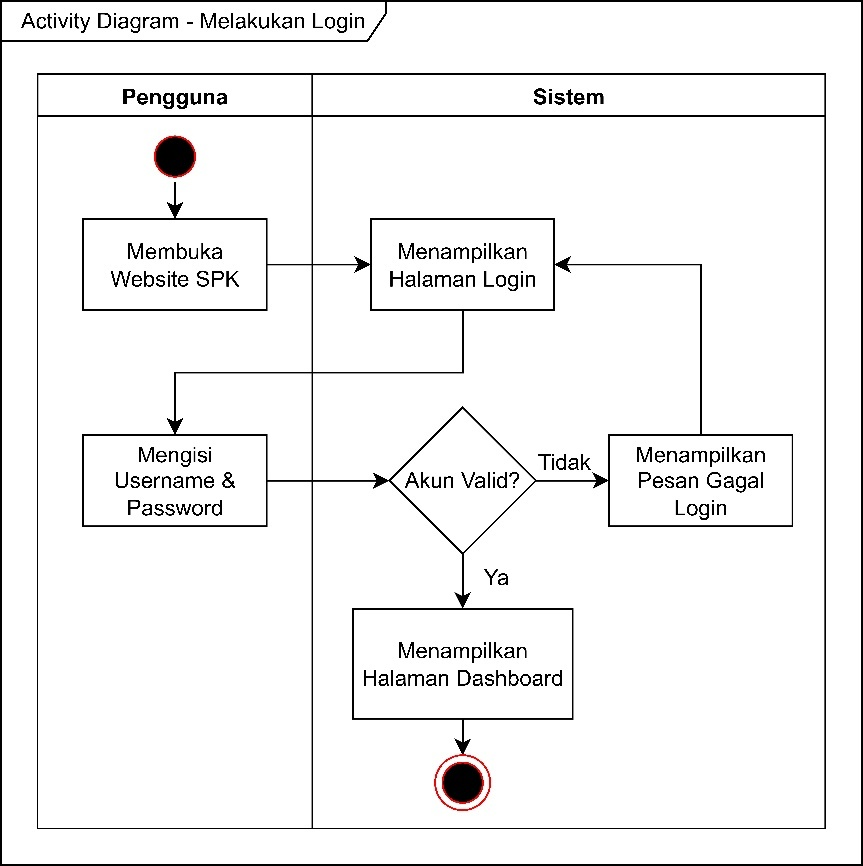 Activity Diagram - Melakukan Login
Pengguna
Sistem
Membuka
Website SPK
Menampilkan
Halaman Login
Mengisi
Username &
Password
Akun Valid?
Tidak
Menampilkan
Pesan Gagal
Login
Ya
Menampilkan
Halaman Dashboard